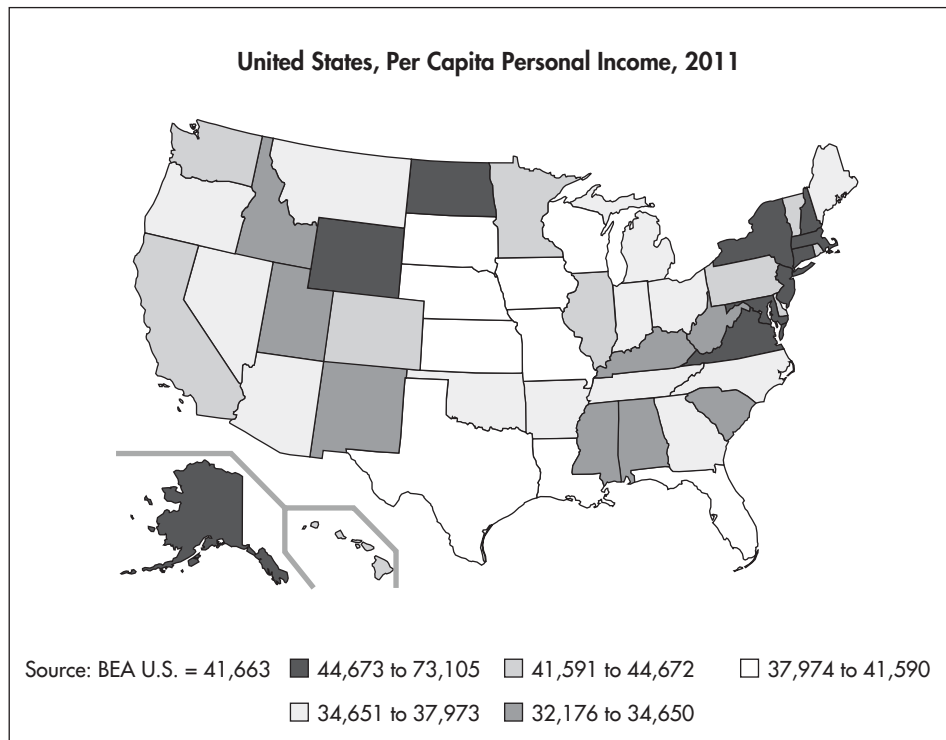 United States, Per Capita Personal Income, 2011
Source: BEA U.S. = 41,663 44,673 to 73,105 41,591 to 44,672 37,974 to 41,590
34,651 to 37,973 32,176 to 34,650